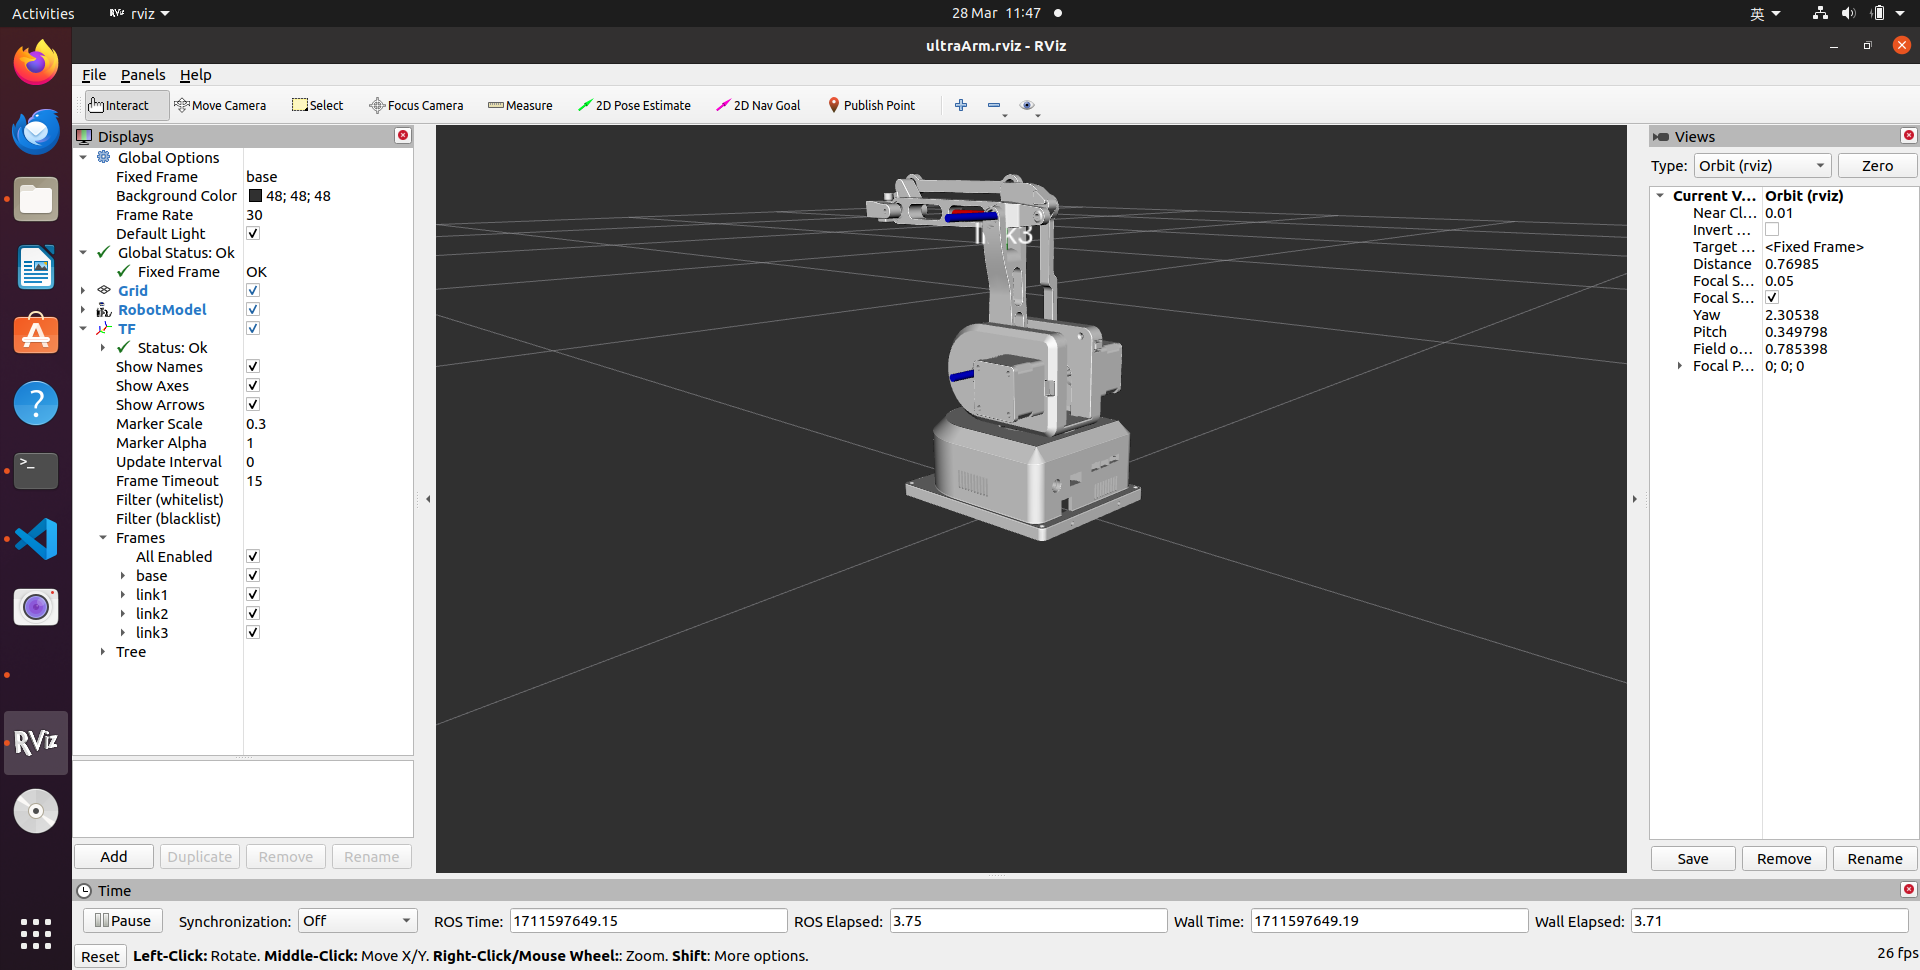 Activities rviz 28 Mar 11:47 英
ultraArm.rviz - RViz
File Panels Help
Interact Move Camera Select Focus Camera Measure 2D Pose Estimate 2D Nav Goal Publish Point
Displays
Global Options
Fixed Frame base
Background Color 48; 48; 48
Frame Rate 30
Default Light
Global Status: Ok
Fixed Frame OK
Grid
RobotModel
TF
Status: Ok
Show Names
Show Axes
Show Arrows
Marker Scale 0.3
Marker Alpha 1
Update Interval 0
Frame Timeout 15
Filter (whitelist)
Filter (blacklist)
Frames
All Enabled
base
link1
link2
link3
Tree
Add Duplicate Remove Rename
link3
Views
Type: Orbit (rviz) Zero
Current V... Orbit (rviz)
Near Cl... 0.01
Invert ...
Target ... <Fixed Frame>
Distance 0.76985
Focal S... 0.05
Focal S...
Yaw 2.30538
Pitch 0.349798
Field o... 0.785398
Focal P... 0; 0; 0
Save Remove Rename
RViz
Time
Pause Synchronization: Off ROS Time: 1711597649.15 ROS Elapsed: 3.75 Wall Time: 1711597649.19 Wall Elapsed: 3.71
Reset Left-Click: Rotate. Middle-Click: Move X/Y. Right-Click/Mouse Wheel:: Zoom. Shift: More options. 26 fps